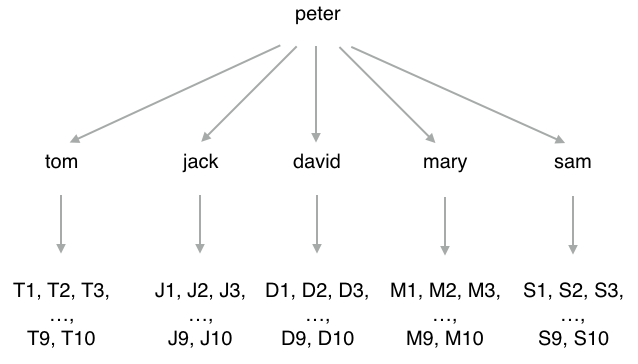 peter
tom
jack
david
mary
sam
T1, T2, T3,
…,
T9, T10
J1, J2, J3,
…,
J9, J10
D1, D2, D3,
…,
D9, D10
M1, M2, M3,
…,
M9, M10
S1, S2, S3,
…,
S9, S10